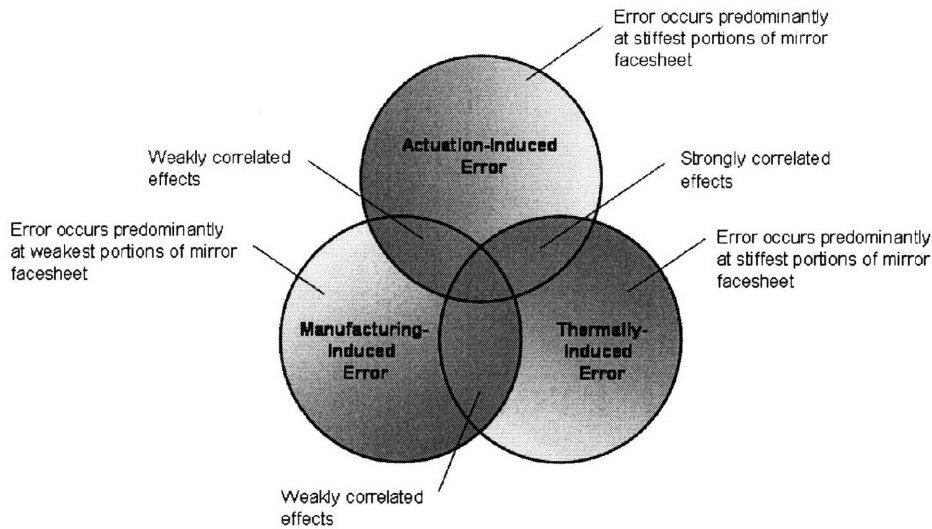 Error occurs predominantly
at stiffest portions of mirror
facesheet
Actuation-Induced
Error
Weakly correlated
effects
Strongly correlated
effects
Error occurs predominantly
at weakest portions of mirror
facesheet
Error occurs predominantly
at stiffest portions of mirror
facesheet
Manufacturing-
Induced
Error
Thermally-
Induced
Error
Weakly correlated
effects